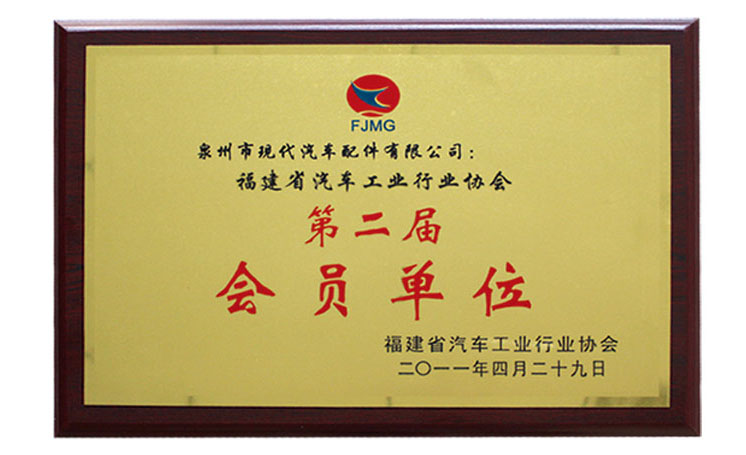 FJMG
泉州市现代汽车配件有限公司：
福建省汽车工业行业协会
第二届
会员单位
福建省汽车工业行业协会
二〇一一年四月二十九日